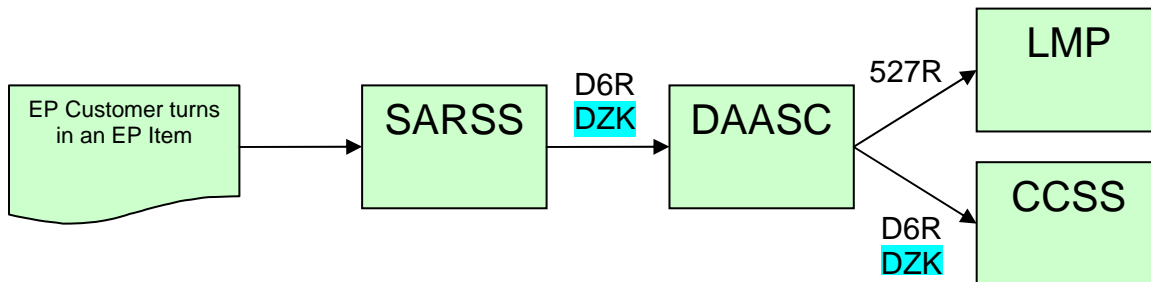 EP Customer turns
in an EP Item
SARSS
D6R
DZK
DAASC
527R
LMP
D6R
DZK
CCSS